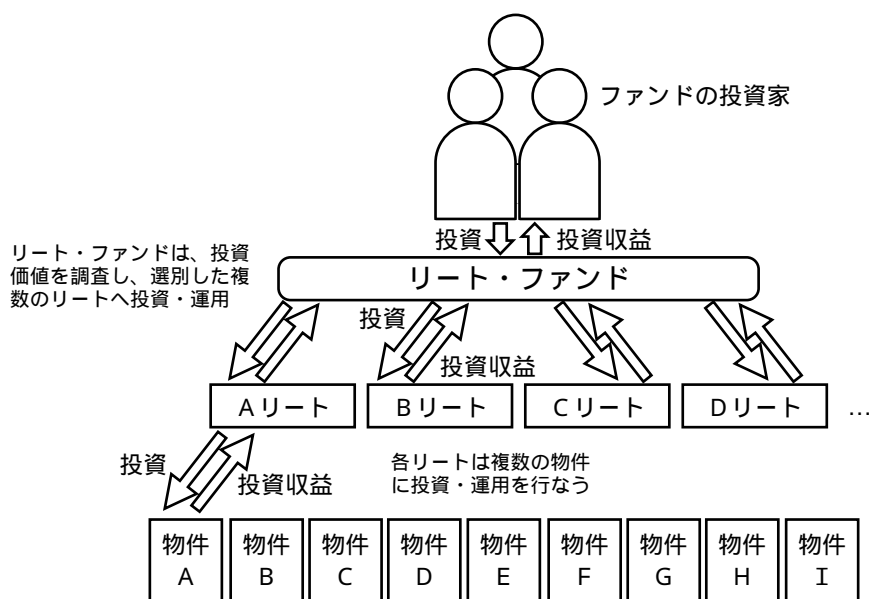 ファンドの投資家
投資
投資収益
リート・ファンドは、投資
価値を調査し、選別した複
数のリートへ投資・運用
リート・ファンド
投資
投資収益
Aリート
Bリート
Cリート
Dリート
…
投資
投資収益
各リートは複数の物件
に投資・運用を行なう
物件
A
物件
B
物件
C
物件
D
物件
E
物件
F
物件
G
物件
H
物件
I